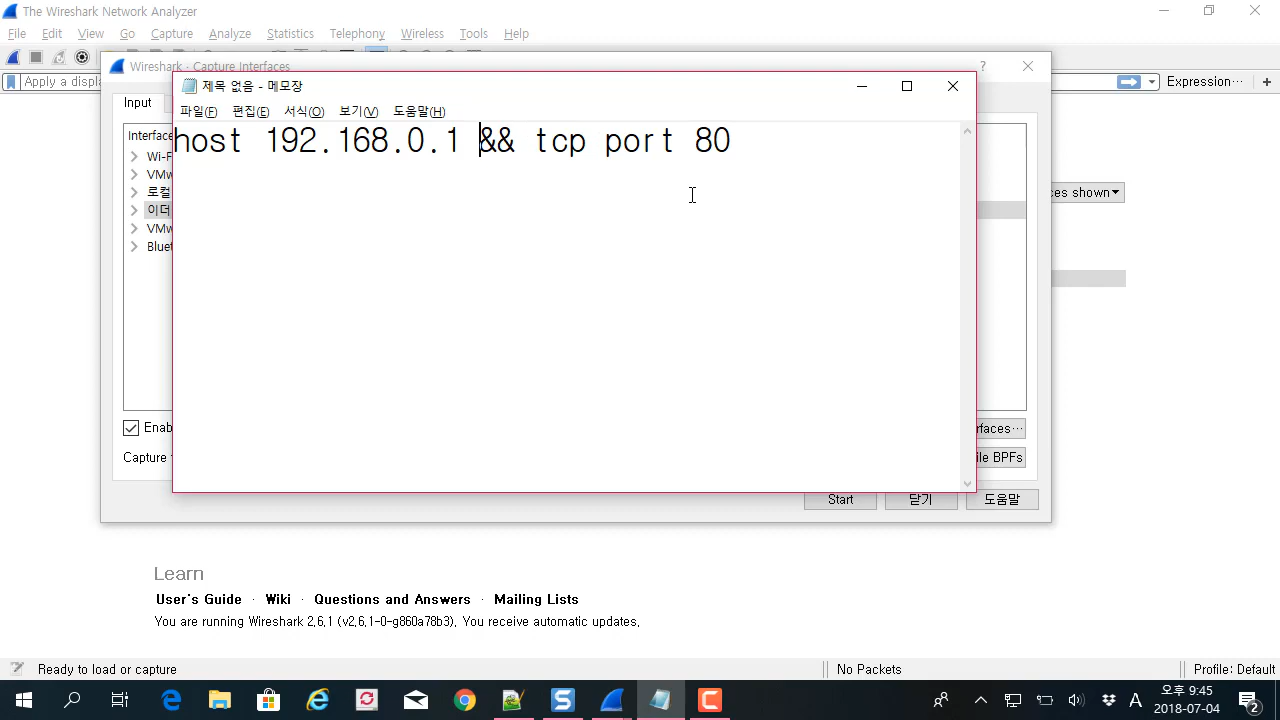 The Wireshark Network Analyzer
File Edit View Go Capture Analyze Statistics Telephony Wireless Tools Help
Wireshark · Capture Interfaces ?
Apply a displa Expression…
Input
제목 없음 - 메모장
파일(F) 편집(E) 서식(O) 보기(V) 도움말(H)
host 192.168.0.1 && tcp port 80
Interface
Wi-F
VMw
로컬
이더
VMw
Bluet
ces shown
Enab
rfaces…
Capture
ile BPFs
Start 닫기 도움말
Learn
User's Guide · Wiki · Questions and Answers · Mailing Lists
You are running Wireshark 2.6.1 (v2.6.1-0-g860a78b3). You receive automatic updates.
Ready to load or capture No Packets Profile: Default
A 오후 9:45
2018-07-04 2